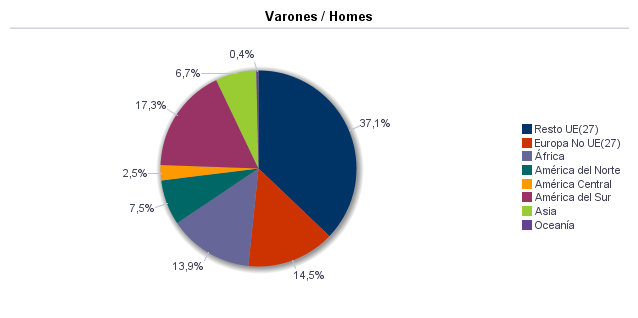 Varones / Homes
0,4%
6,7%
37,1%
17,3%
2,5%
7,5%
13,9%
14,5%
Resto UE(27)
Europa No UE(27)
África
América del Norte
América Central
América del Sur
Asia
Oceanía